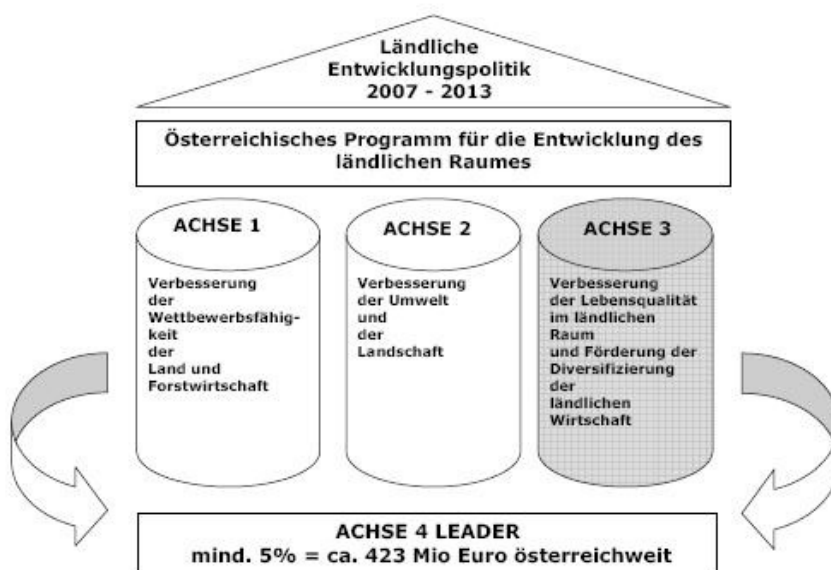 Ländliche
Entwicklungspolitik
2007 - 2013
Österreichisches Programm für die Entwicklung des
ländlichen Raumes
ACHSE 1
Verbesserung
der
Wettbewerbsfähig-
keit
der
Land und
Forstwirtschaft
ACHSE 2
Verbesserung
der Umwelt
und
der
Landschaft
ACHSE 3
Verbesserung
der Lebensqualität
im ländlichen
Raum
und Förderung der
Diversifizierung
der
ländlichen
Wirtschaft
ACHSE 4 LEADER
mind. 5% = ca. 423 Mio Euro österreichweit